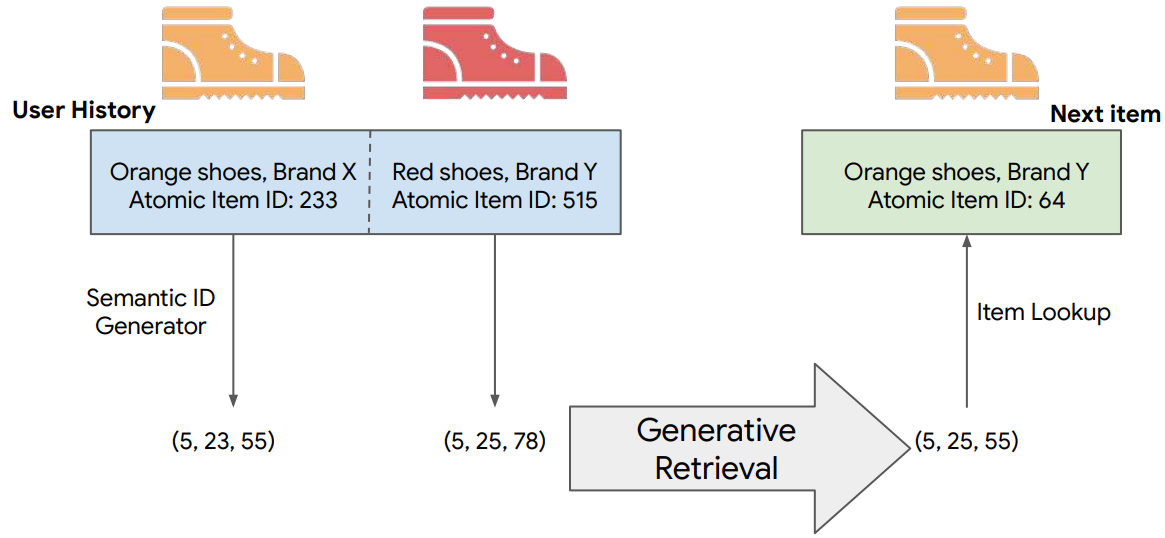 User History
Next item
Orange shoes, Brand X
Atomic Item ID: 233
Red shoes, Brand Y
Atomic Item ID: 515
Orange shoes, Brand Y
Atomic Item ID: 64
Semantic ID
Generator
Item Lookup
(5, 23, 55)
(5, 25, 78)
Generative
Retrieval
(5, 25, 55)